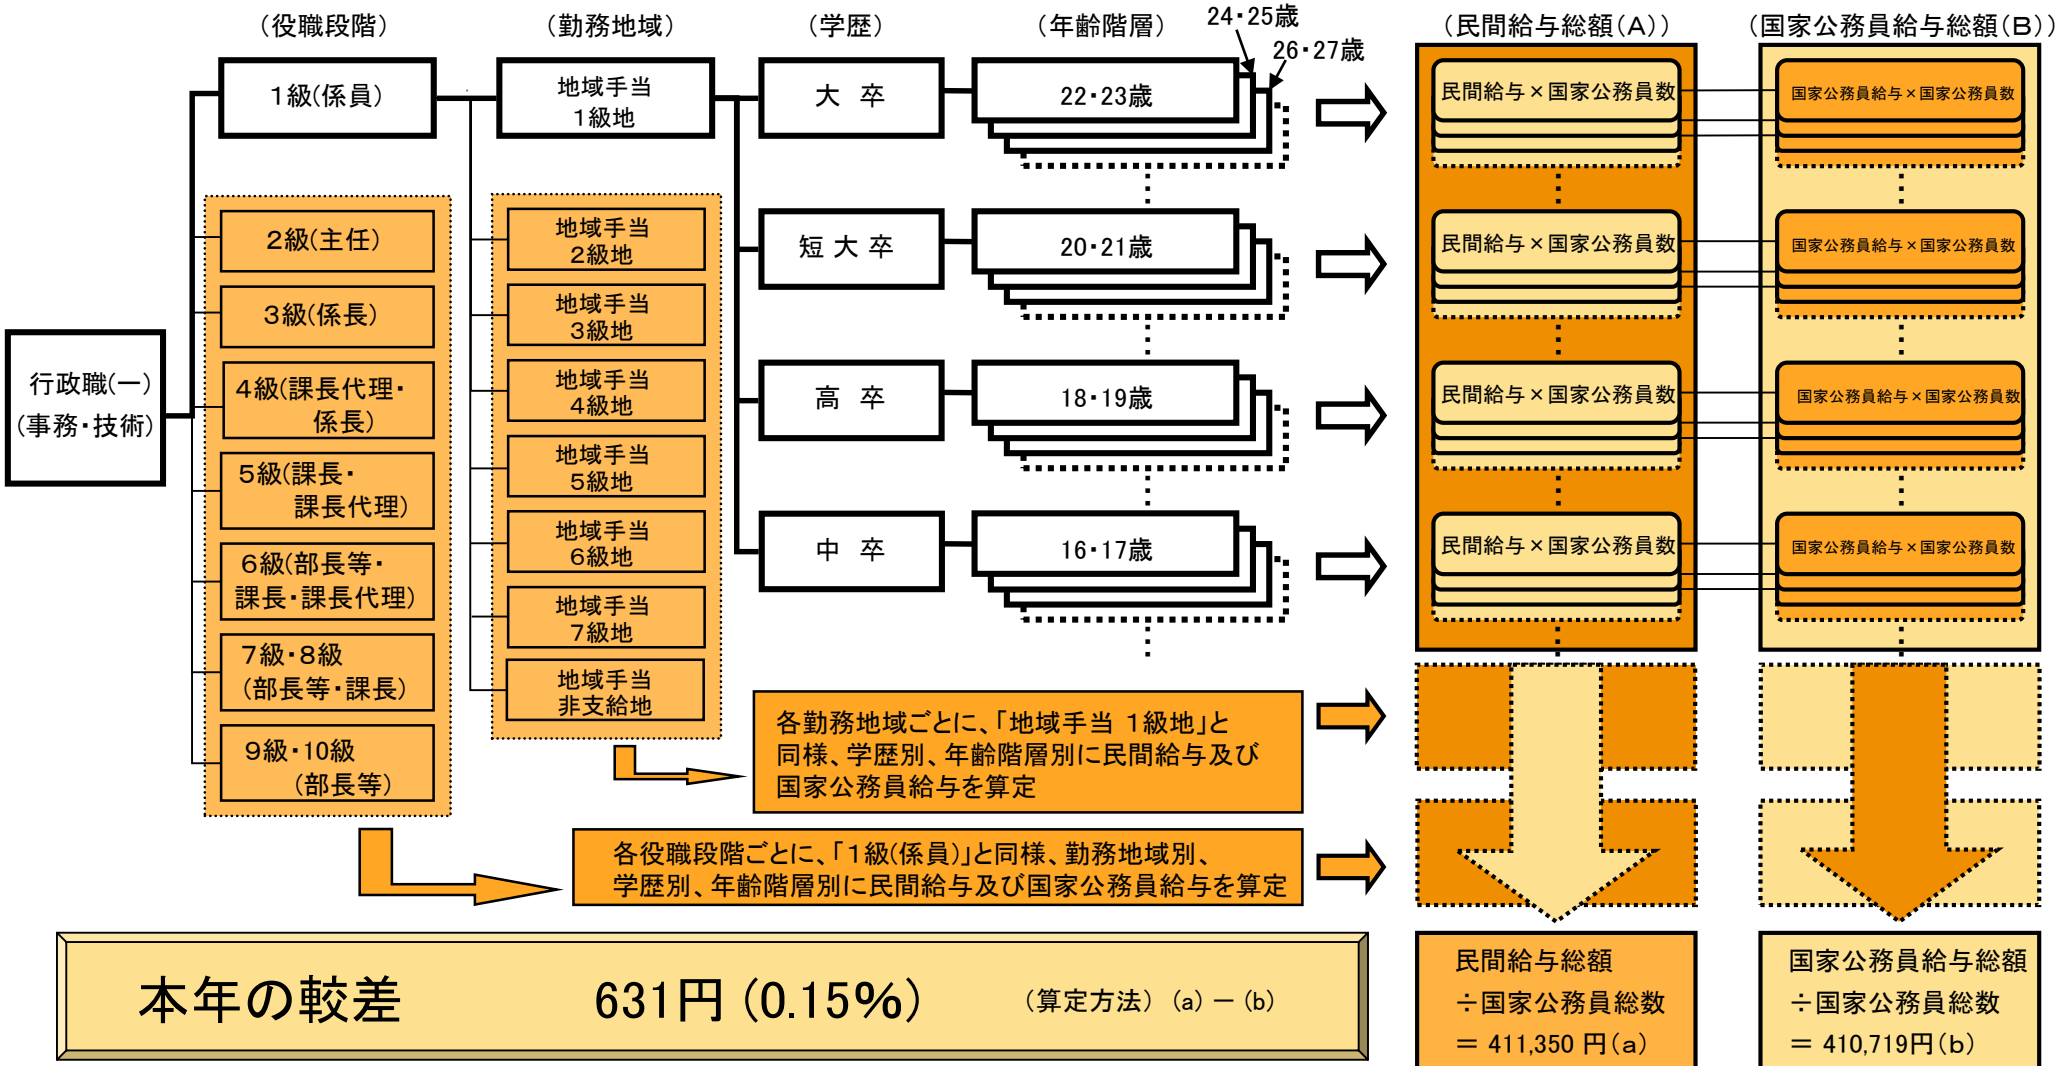 (役職段階)
(勤務地域)
(学歴)
(年齢階層)
24・25歳
26・27歳
(民間給与総額(A))
(国家公務員給与総額(B))
行政職(一)
(事務・技術)
1級(係員)
2級(主任)
3級(係長)
4級(課長代理・
係長)
5級(課長・
課長代理)
6級(部長等・
課長・課長代理)
7級・8級
(部長等・課長)
9級・10級
(部長等)
地域手当
1級地
地域手当
2級地
地域手当
3級地
地域手当
4級地
地域手当
5級地
地域手当
6級地
地域手当
7級地
地域手当
非支給地
大 卒
22・23歳
民間給与×国家公務員数
国家公務員給与×国家公務員数
短 大 卒
20・21歳
民間給与×国家公務員数
国家公務員給与×国家公務員数
高 卒
18・19歳
民間給与×国家公務員数
国家公務員給与×国家公務員数
中 卒
16・17歳
民間給与×国家公務員数
国家公務員給与×国家公務員数
各勤務地域ごとに、「地域手当 1級地」と
同様、学歴別、年齢階層別に民間給与及び
国家公務員給与を算定
各役職段階ごとに、「1級(係員)」と同様、勤務地域別、
学歴別、年齢階層別に民間給与及び国家公務員給与を算定
本年の較差 631円 (0.15%) (算定方法) (a) － (b)
民間給与総額
÷国家公務員総数
= 411,350 円(a)
国家公務員給与総額
÷国家公務員総数
= 410,719円(b)